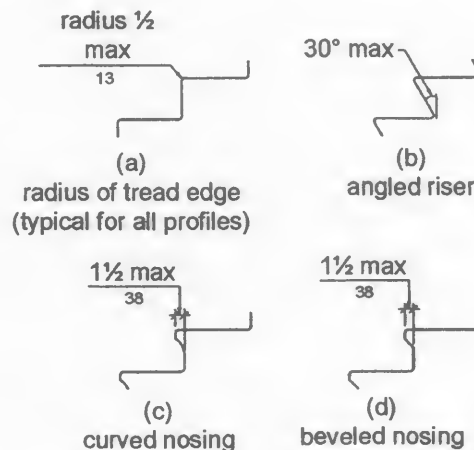 radius ½
max
13
(a)
radius of tread edge
(typical for all profiles)
30° max
(b)
angled riser
1½ max
38
(c)
curved nosing
1½ max
38
(d)
beveled nosing